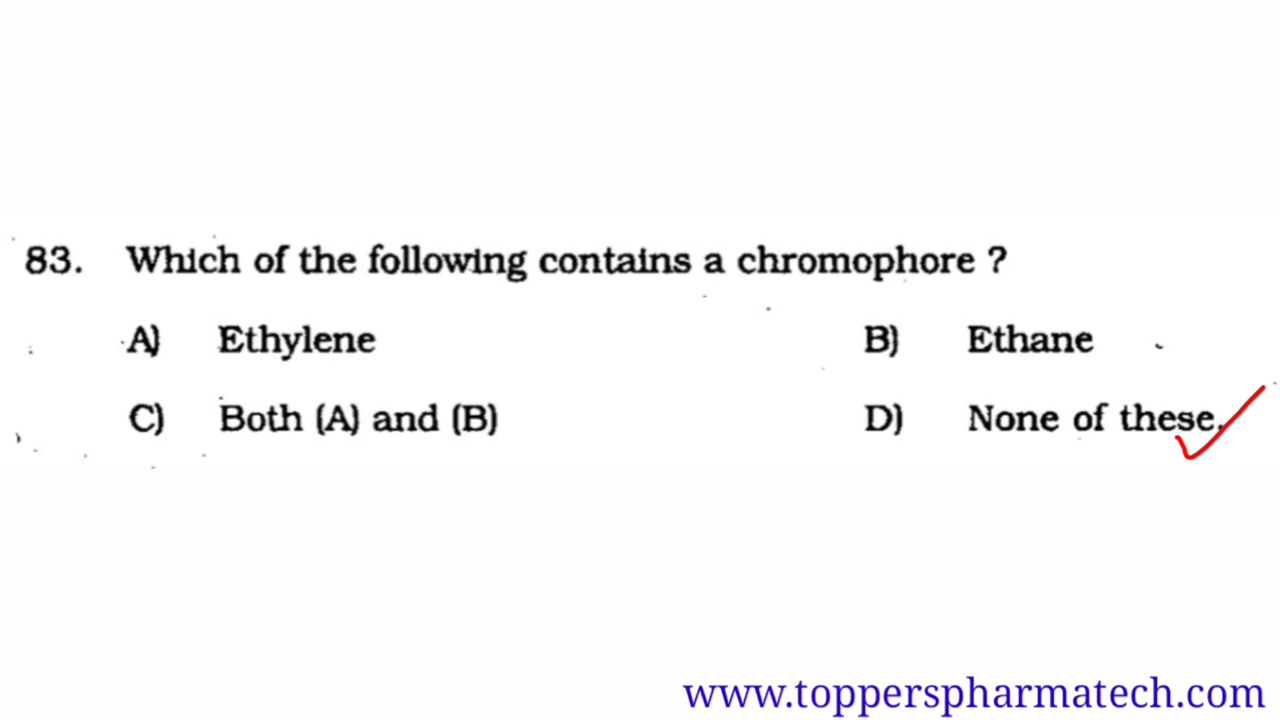 83. Which of the following contains a chromophore ?
A) Ethylene B) Ethane
C) Both (A) and (B) D) None of these.
www.topperspharmatech.com